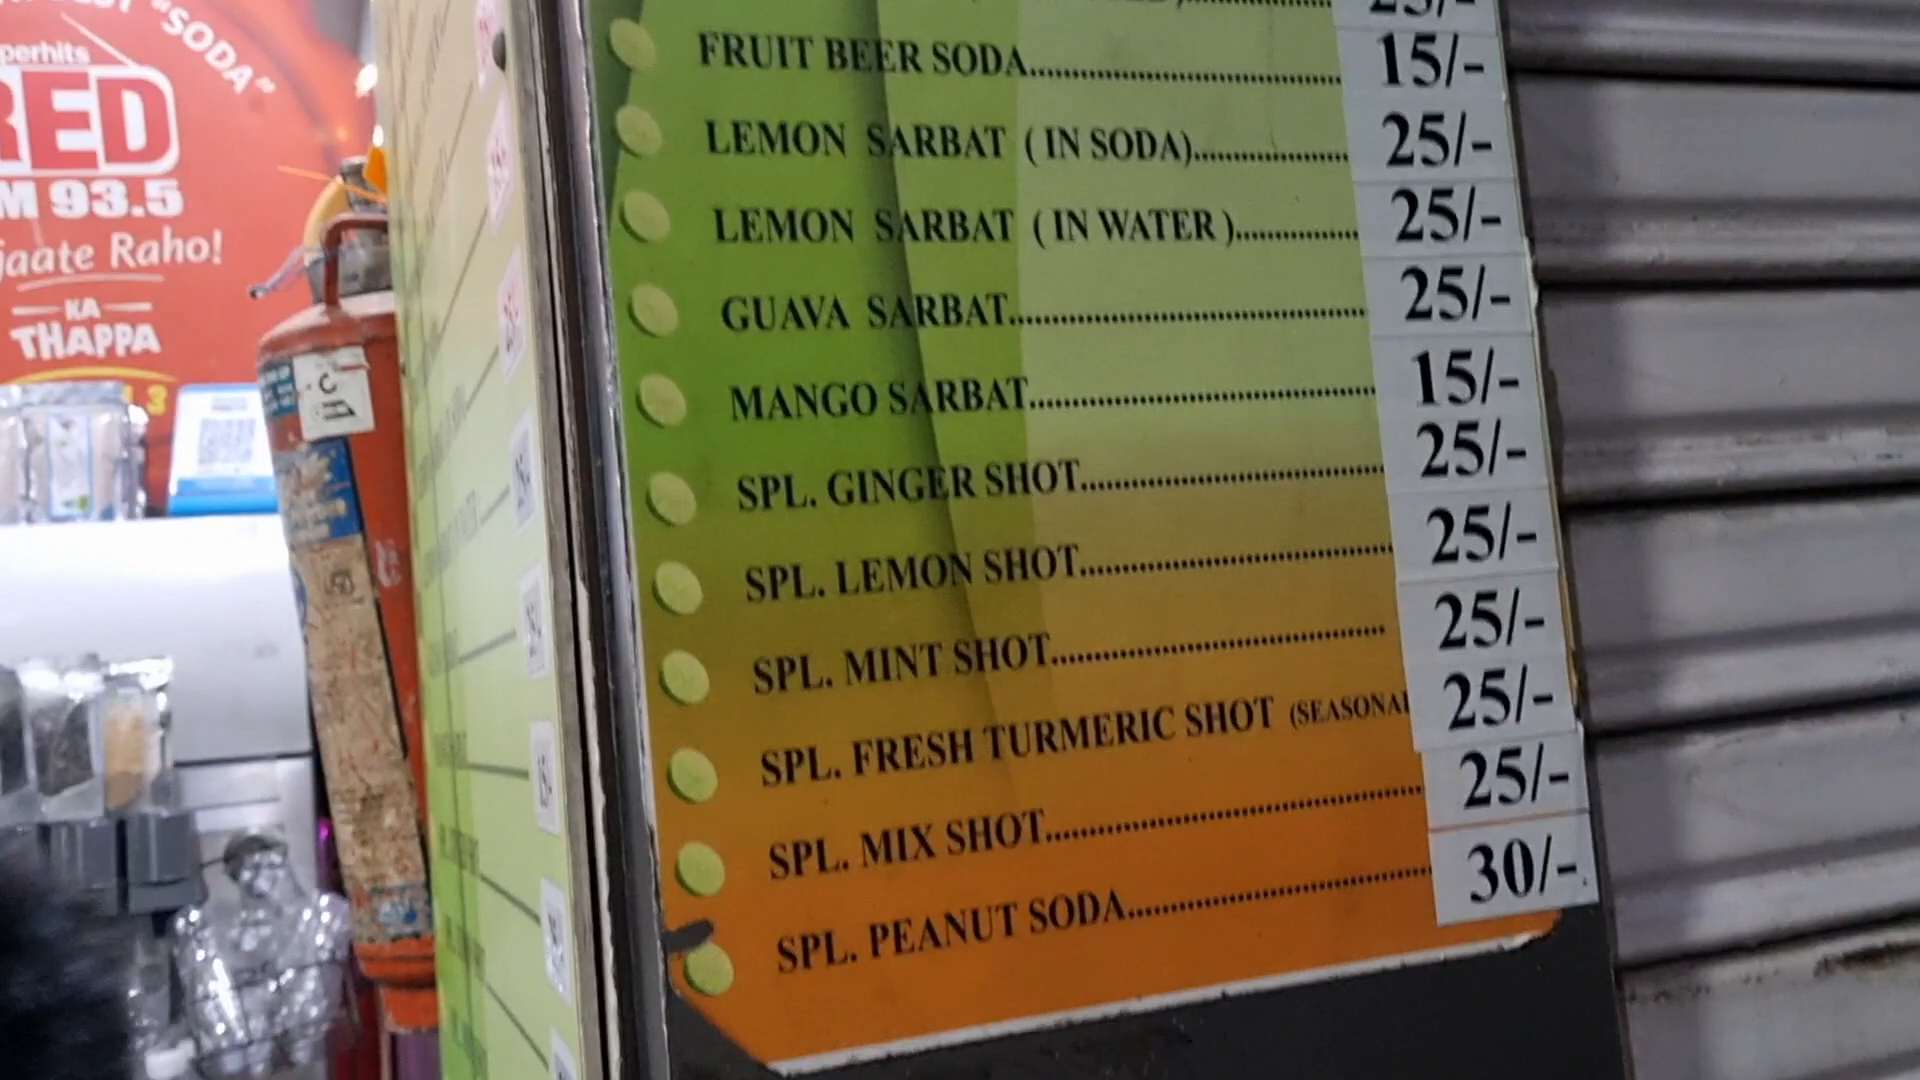 "SODA"
RED
93.5
Raho!
KA
THAPPA
FRUIT BEER SODA 15/-
LEMON SARBAT ( IN SODA) 25/-
LEMON SARBAT ( IN WATER ) 25/-
GUAVA SARBAT 25/-
MANGO SARBAT 15/-
SPL. GINGER SHOT 25/-
SPL. LEMON SHOT 25/-
SPL. MINT SHOT 25/-
SPL. FRESH TURMERIC SHOT (SEASONAL 25/-
SPL. MIX SHOT 25/-
SPL. PEANUT SODA 30/-